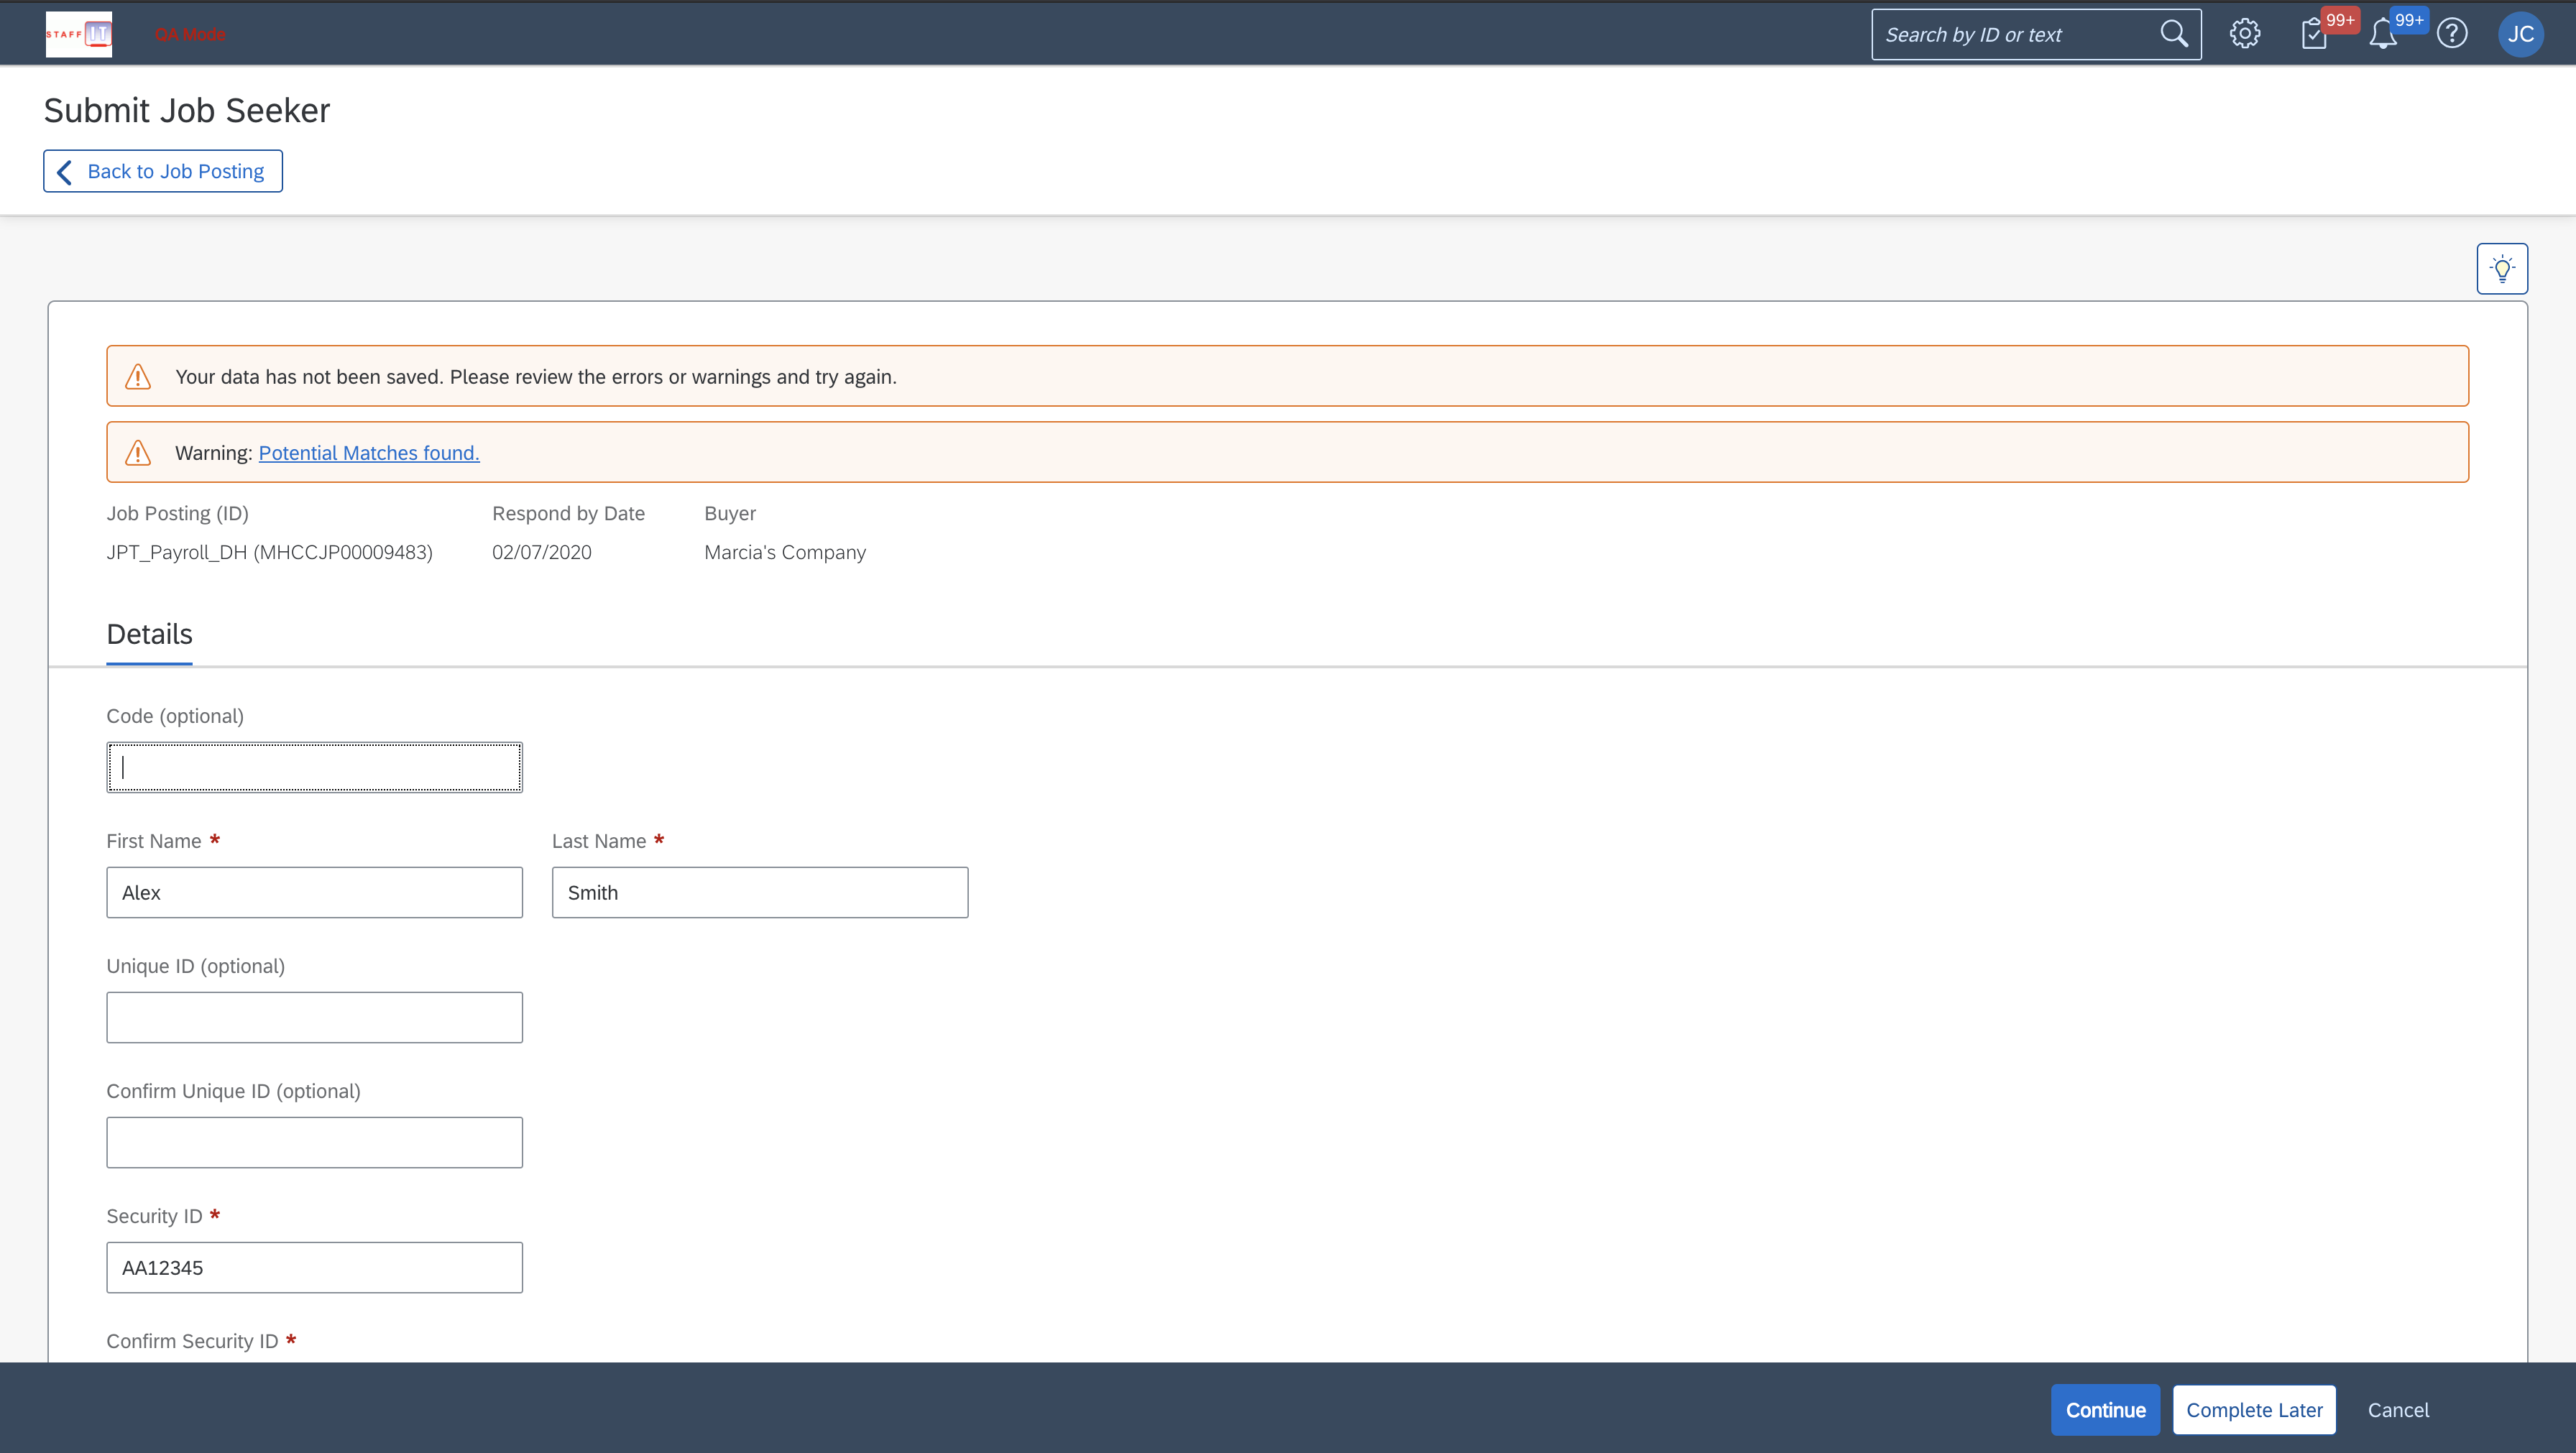 STAFF IT
QA Mode
Search by ID or text
99+
99+
?
JC
Submit Job Seeker
Back to Job Posting
Your data has not been saved. Please review the errors or warnings and try again.
Warning: Potential Matches found.
Job Posting (ID) Respond by Date Buyer
JPT_Payroll_DH (MHCCJP00009483) 02/07/2020 Marcia's Company
Details
Code (optional)
First Name * Last Name *
Alex Smith
Unique ID (optional)
Confirm Unique ID (optional)
Security ID *
AA12345
Confirm Security ID *
Continue Complete Later Cancel